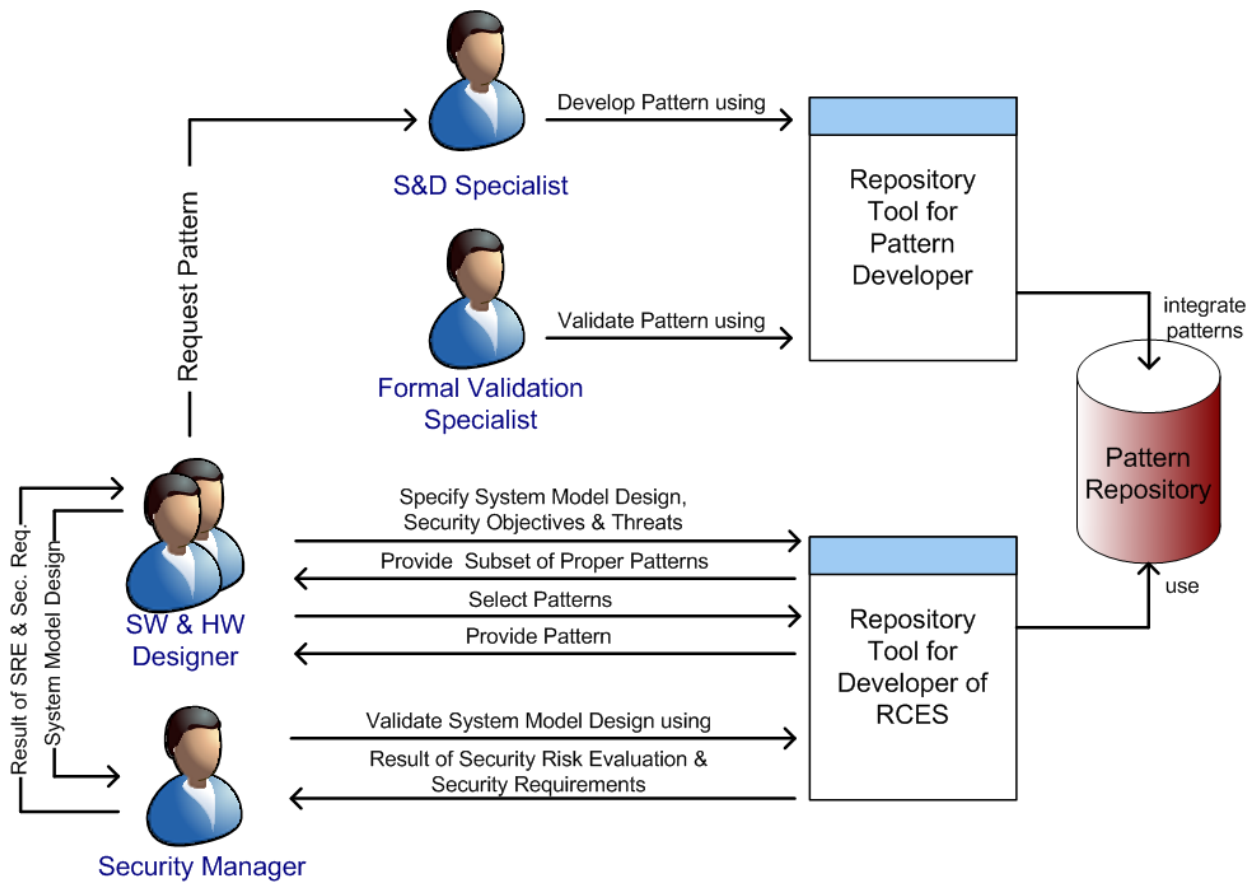 Develop Pattern using
S&D Specialist
Request Pattern
Repository
Tool for
Pattern
Developer
Validate Pattern using
Formal Validation
Specialist
integrate
patterns
Pattern
Repository
use
Result of SRE & Sec. Req.
System Model Design
SW & HW
Designer
Specify System Model Design,
Security Objectives & Threats
Provide Subset of Proper Patterns
Select Patterns
Provide Pattern
Repository
Tool for
Developer of
RCES
Validate System Model Design using
Result of Security Risk Evaluation &
Security Requirements
Security Manager